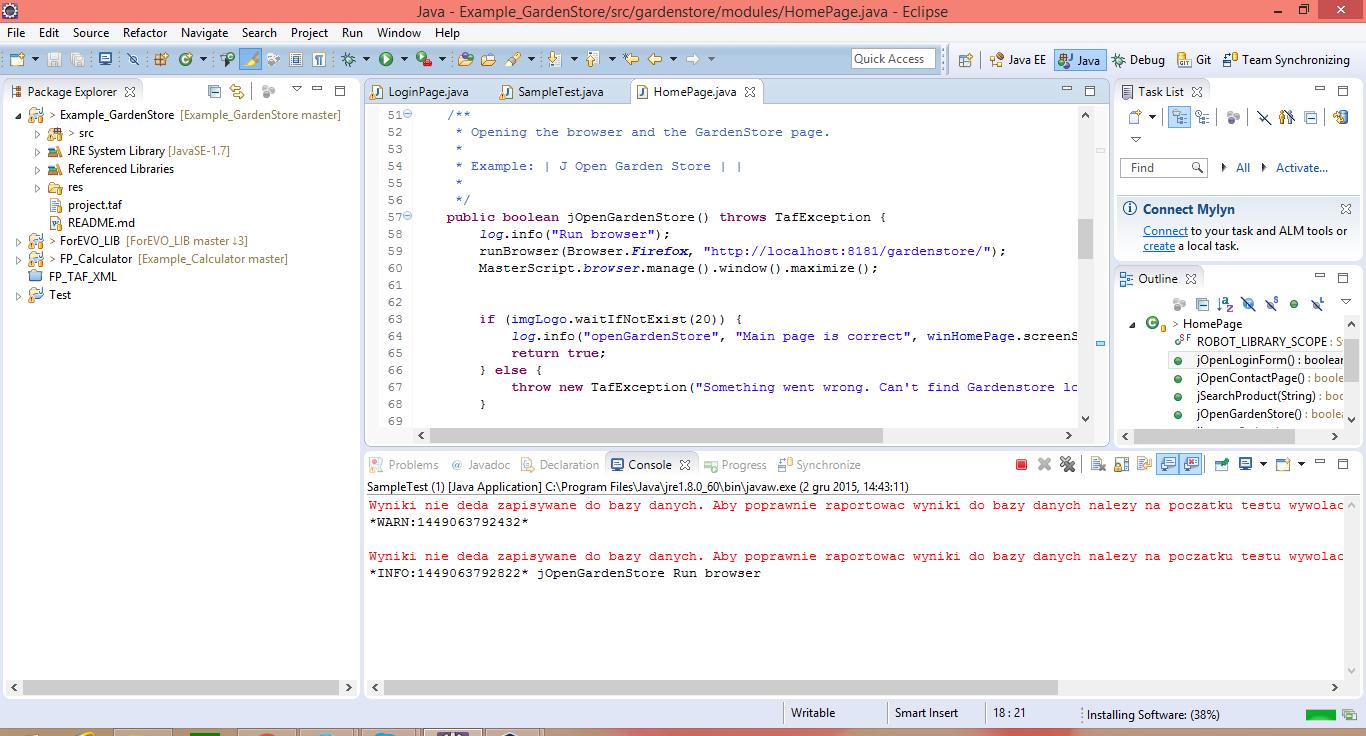 Java - Example_GardenStore/src/gardenstore/modules/HomePage.java - Eclipse
File Edit Source Refactor Navigate Search Project Run Window Help
Quick Access Java EE Java Debug Git Team Synchronizing
Package Explorer
> Example_GardenStore [Example_GardenStore master]
> src
JRE System Library [JavaSE-1.7]
Referenced Libraries
res
project.taf
README.md
> ForEVO_LIB [ForEVO_LIB master ↓3]
> FP_Calculator [Example_Calculator master]
FP_TAF_XML
Test
LoginPage.java SampleTest.java HomePage.java
51 /**
52 * Opening the browser and the GardenStore page.
53 *
54 * Example: | J Open Garden Store | |
55 *
56 */
57 public boolean jOpenGardenStore() throws TafException {
58 log.info("Run browser");
59 runBrowser(Browser.Firefox, "http://localhost:8181/gardenstore/");
60 MasterScript.browser.manage().window().maximize();
61
62
63 if (imgLogo.waitIfNotExist(20)) {
64 log.info("openGardenStore", "Main page is correct", winHomePage.screenS
65 return true;
66 } else {
67 throw new TafException("Something went wrong. Can't find Gardenstore lo
68 }
69
Task List
Find All Activate...
Connect Mylyn
Connect to your task and ALM tools or
create a local task.
Outline
> HomePage
ROBOT_LIBRARY_SCOPE : S
jOpenLoginForm() : boolear
jOpenContactPage() : boole
jSearchProduct(String) : boc
jOpenGardenStore() : boole
Problems @ Javadoc Declaration Console Progress Synchronize
SampleTest (1) [Java Application] C:\Program Files\Java\jre1.8.0_60\bin\javaw.exe (2 gru 2015, 14:43:11)
Wyniki nie deda zapisywane do bazy danych. Aby poprawnie raportowac wyniki do bazy danych nalezy na poczatku testu wywolac
*WARN:1449063792432*
Wyniki nie deda zapisywane do bazy danych. Aby poprawnie raportowac wyniki do bazy danych nalezy na poczatku testu wywolac
*INFO:1449063792822* jOpenGardenStore Run browser
Writable Smart Insert 18 : 21 Installing Software: (38%)